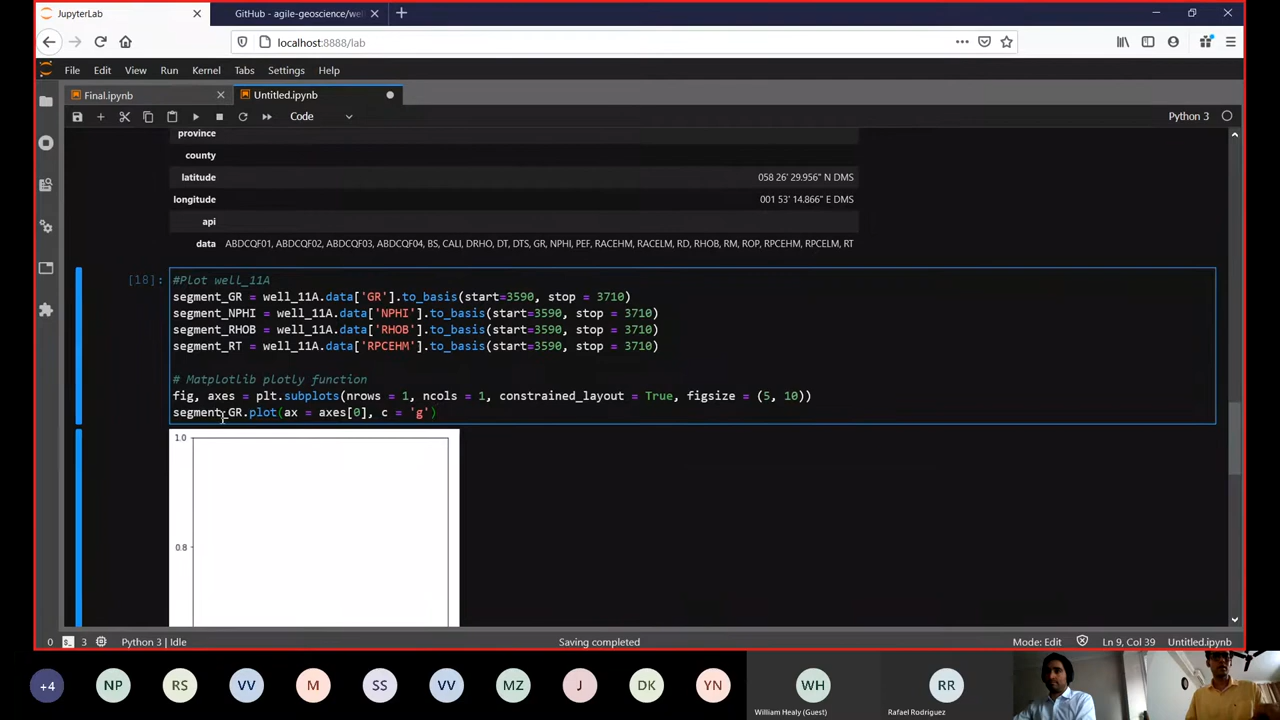 JupyterLab
GitHub - agile-geoscience/wel
localhost:8888/lab
File Edit View Run Kernel Tabs Settings Help
Final.ipynb
Untitled.ipynb
Code
Python 3
province
county
latitude 058 26' 29.956" N DMS
longitude 001 53' 14.866" E DMS
api
data ABDCQF01, ABDCQF02, ABDCQF03, ABDCQF04, BS, CALI, DRHO, DT, DTS, GR, NPHI, PEF, RACEHM, RACELM, RD, RHOB, RM, ROP, RPCEHM, RPCELM, RT
[18]: #Plot well_11A
segment_GR = well_11A.data['GR'].to_basis(start=3590, stop = 3710)
segment_NPHI = well_11A.data['NPHI'].to_basis(start=3590, stop = 3710)
segment_RHOB = well_11A.data['RHOB'].to_basis(start=3590, stop = 3710)
segment_RT = well_11A.data['RPCEHM'].to_basis(start=3590, stop = 3710)
# Matplotlib plotly function
fig, axes = plt.subplots(nrows = 1, ncols = 1, constrained_layout = True, figsize = (5, 10))
segment_GR.plot(ax = axes[0], c = 'g')
1.0
0.8
0 3 Python 3 | Idle Saving completed Mode: Edit Ln 9, Col 39 Untitled.ipynb
+4 NP RS VV M SS VV MZ J DK YN WH RR
William Healy (Guest) Rafael Rodriguez